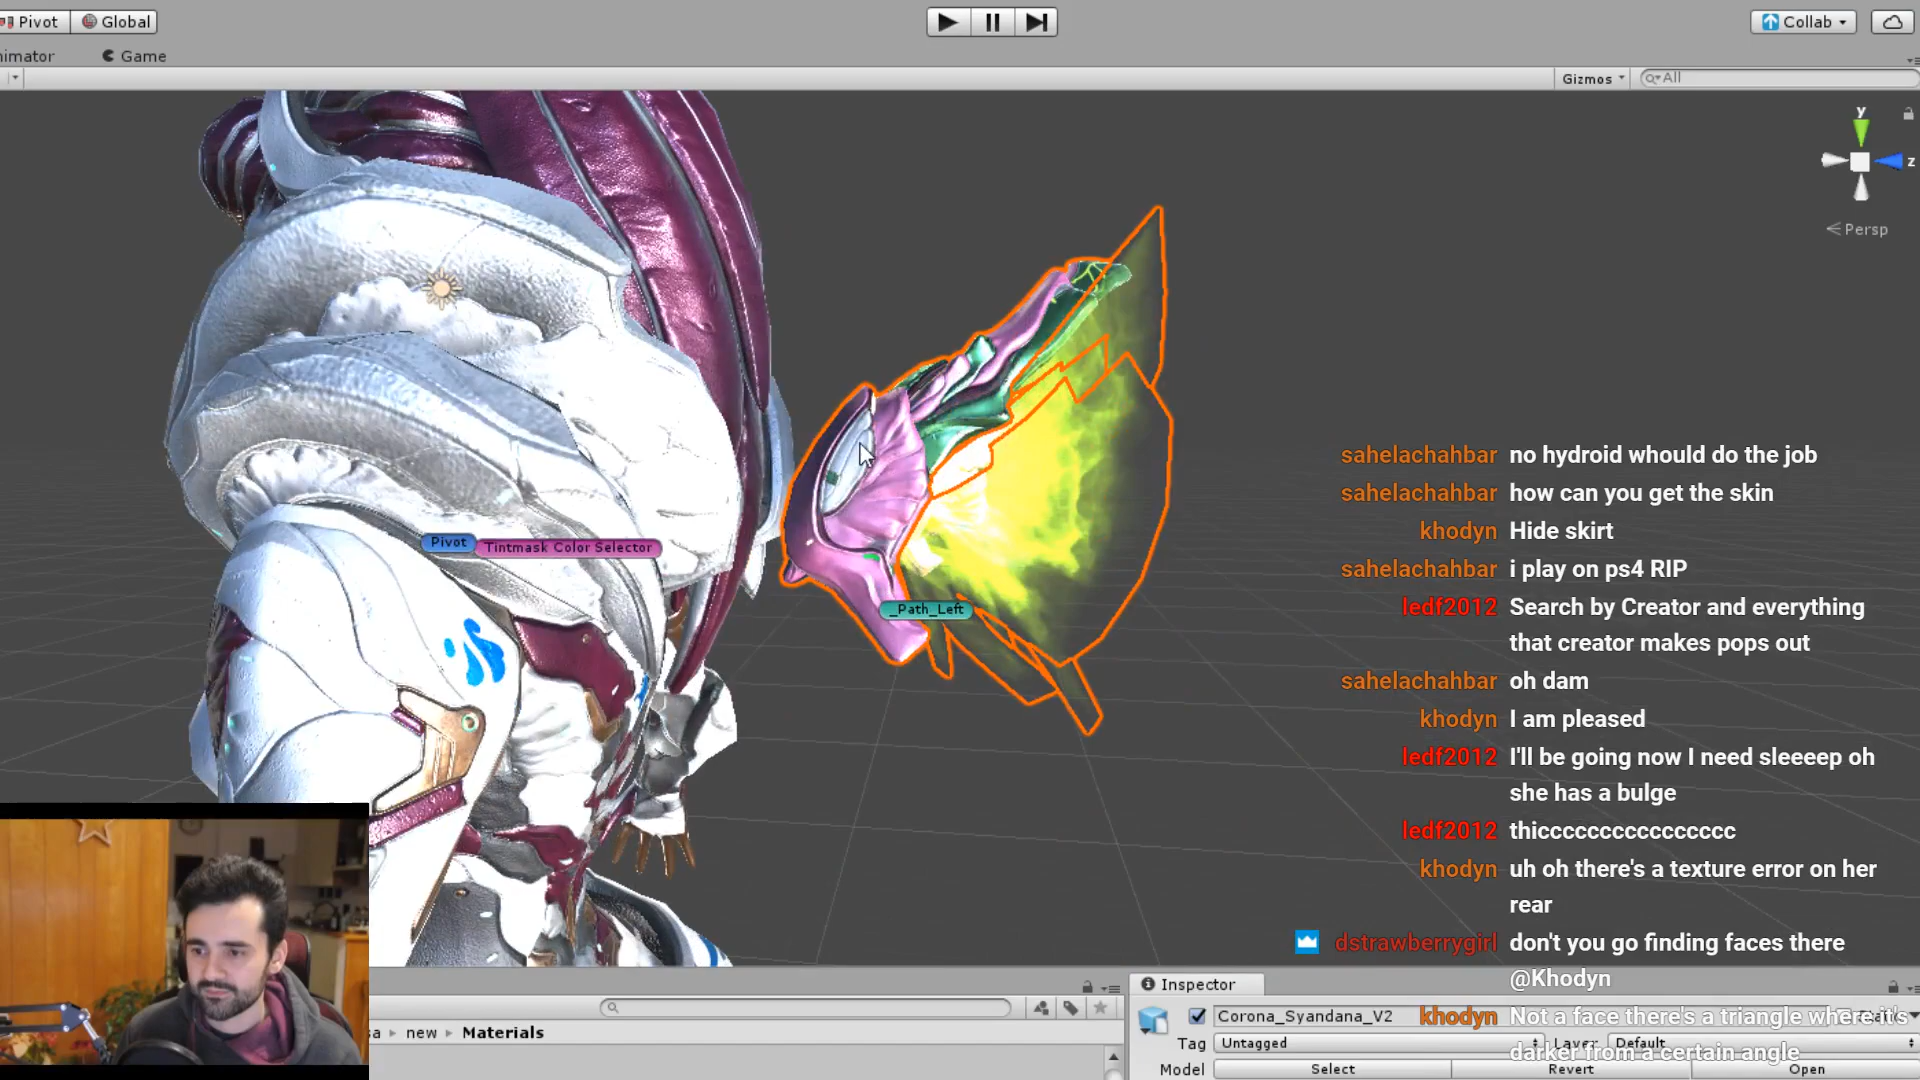 Pivot Global Collab
nimator Game
Gizmos All
y
z
Persp
Pivot Tintmask Color Selector
_Path_Left
sahelachahbar no hydroid whould do the job
sahelachahbar how can you get the skin
khodyn Hide skirt
sahelachahbar i play on ps4 RIP
ledf2012 Search by Creator and everything
that creator makes pops out
sahelachahbar oh dam
khodyn I am pleased
ledf2012 I'll be going now I need sleeeep oh
she has a bulge
ledf2012 thicccccccccccccccc
khodyn uh oh there's a texture error on her
rear
dstrawberrygirl don't you go finding faces there
@Khodyn
khodyn Not a face there's a triangle where it's
darker from a certain angle
sa new Materials
Inspector
Corona_Syandana_V2
Tag Untagged Layer Default
Model Select Revert Open